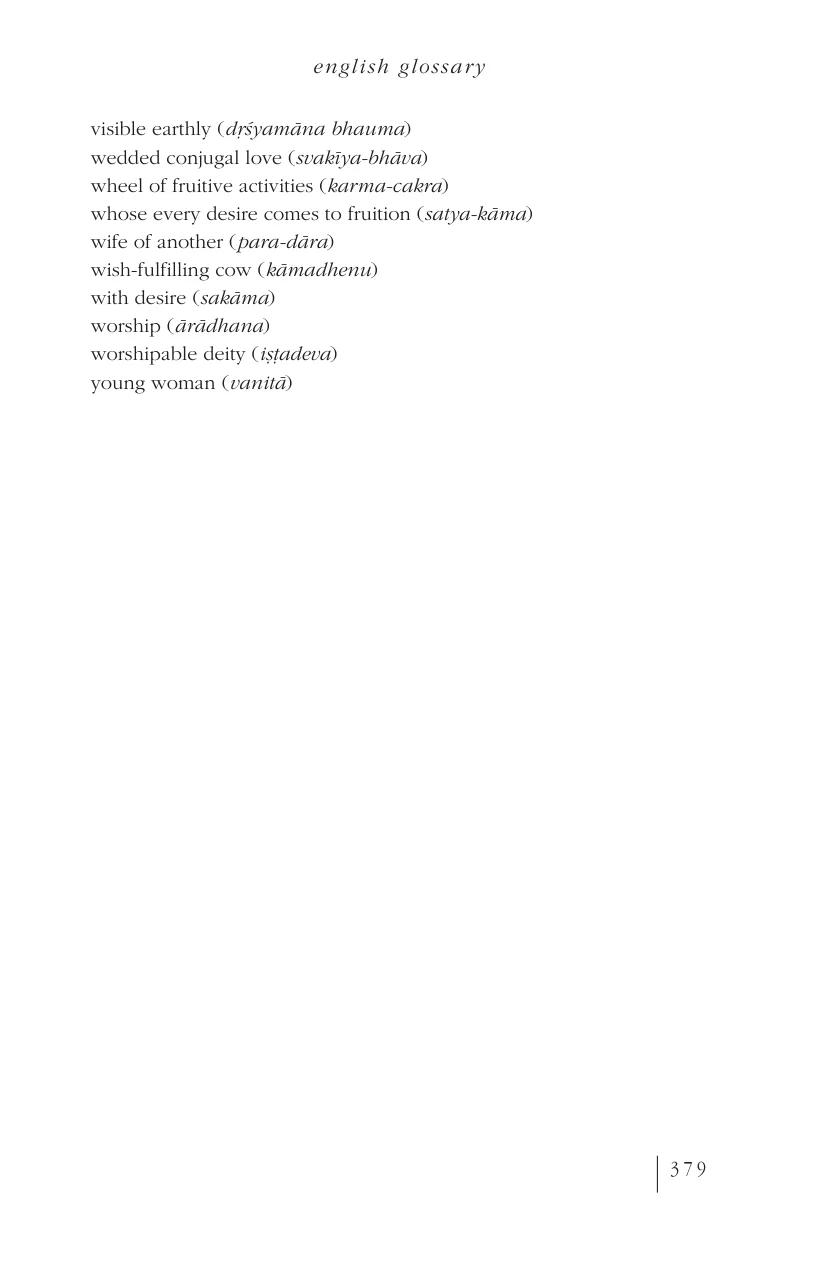 english glossary
visible earthly (dṛśyamāna bhauma)
wedded conjugal love (svakīya-bhāva)
wheel of fruitive activities (karma-cakra)
whose every desire comes to fruition (satya-kāma)
wife of another (para-dāra)
wish-fulfilling cow (kāmadhenu)
with desire (sakāma)
worship (ārādhana)
worshipable deity (iṣṭadeva)
young woman (vanitā)
379